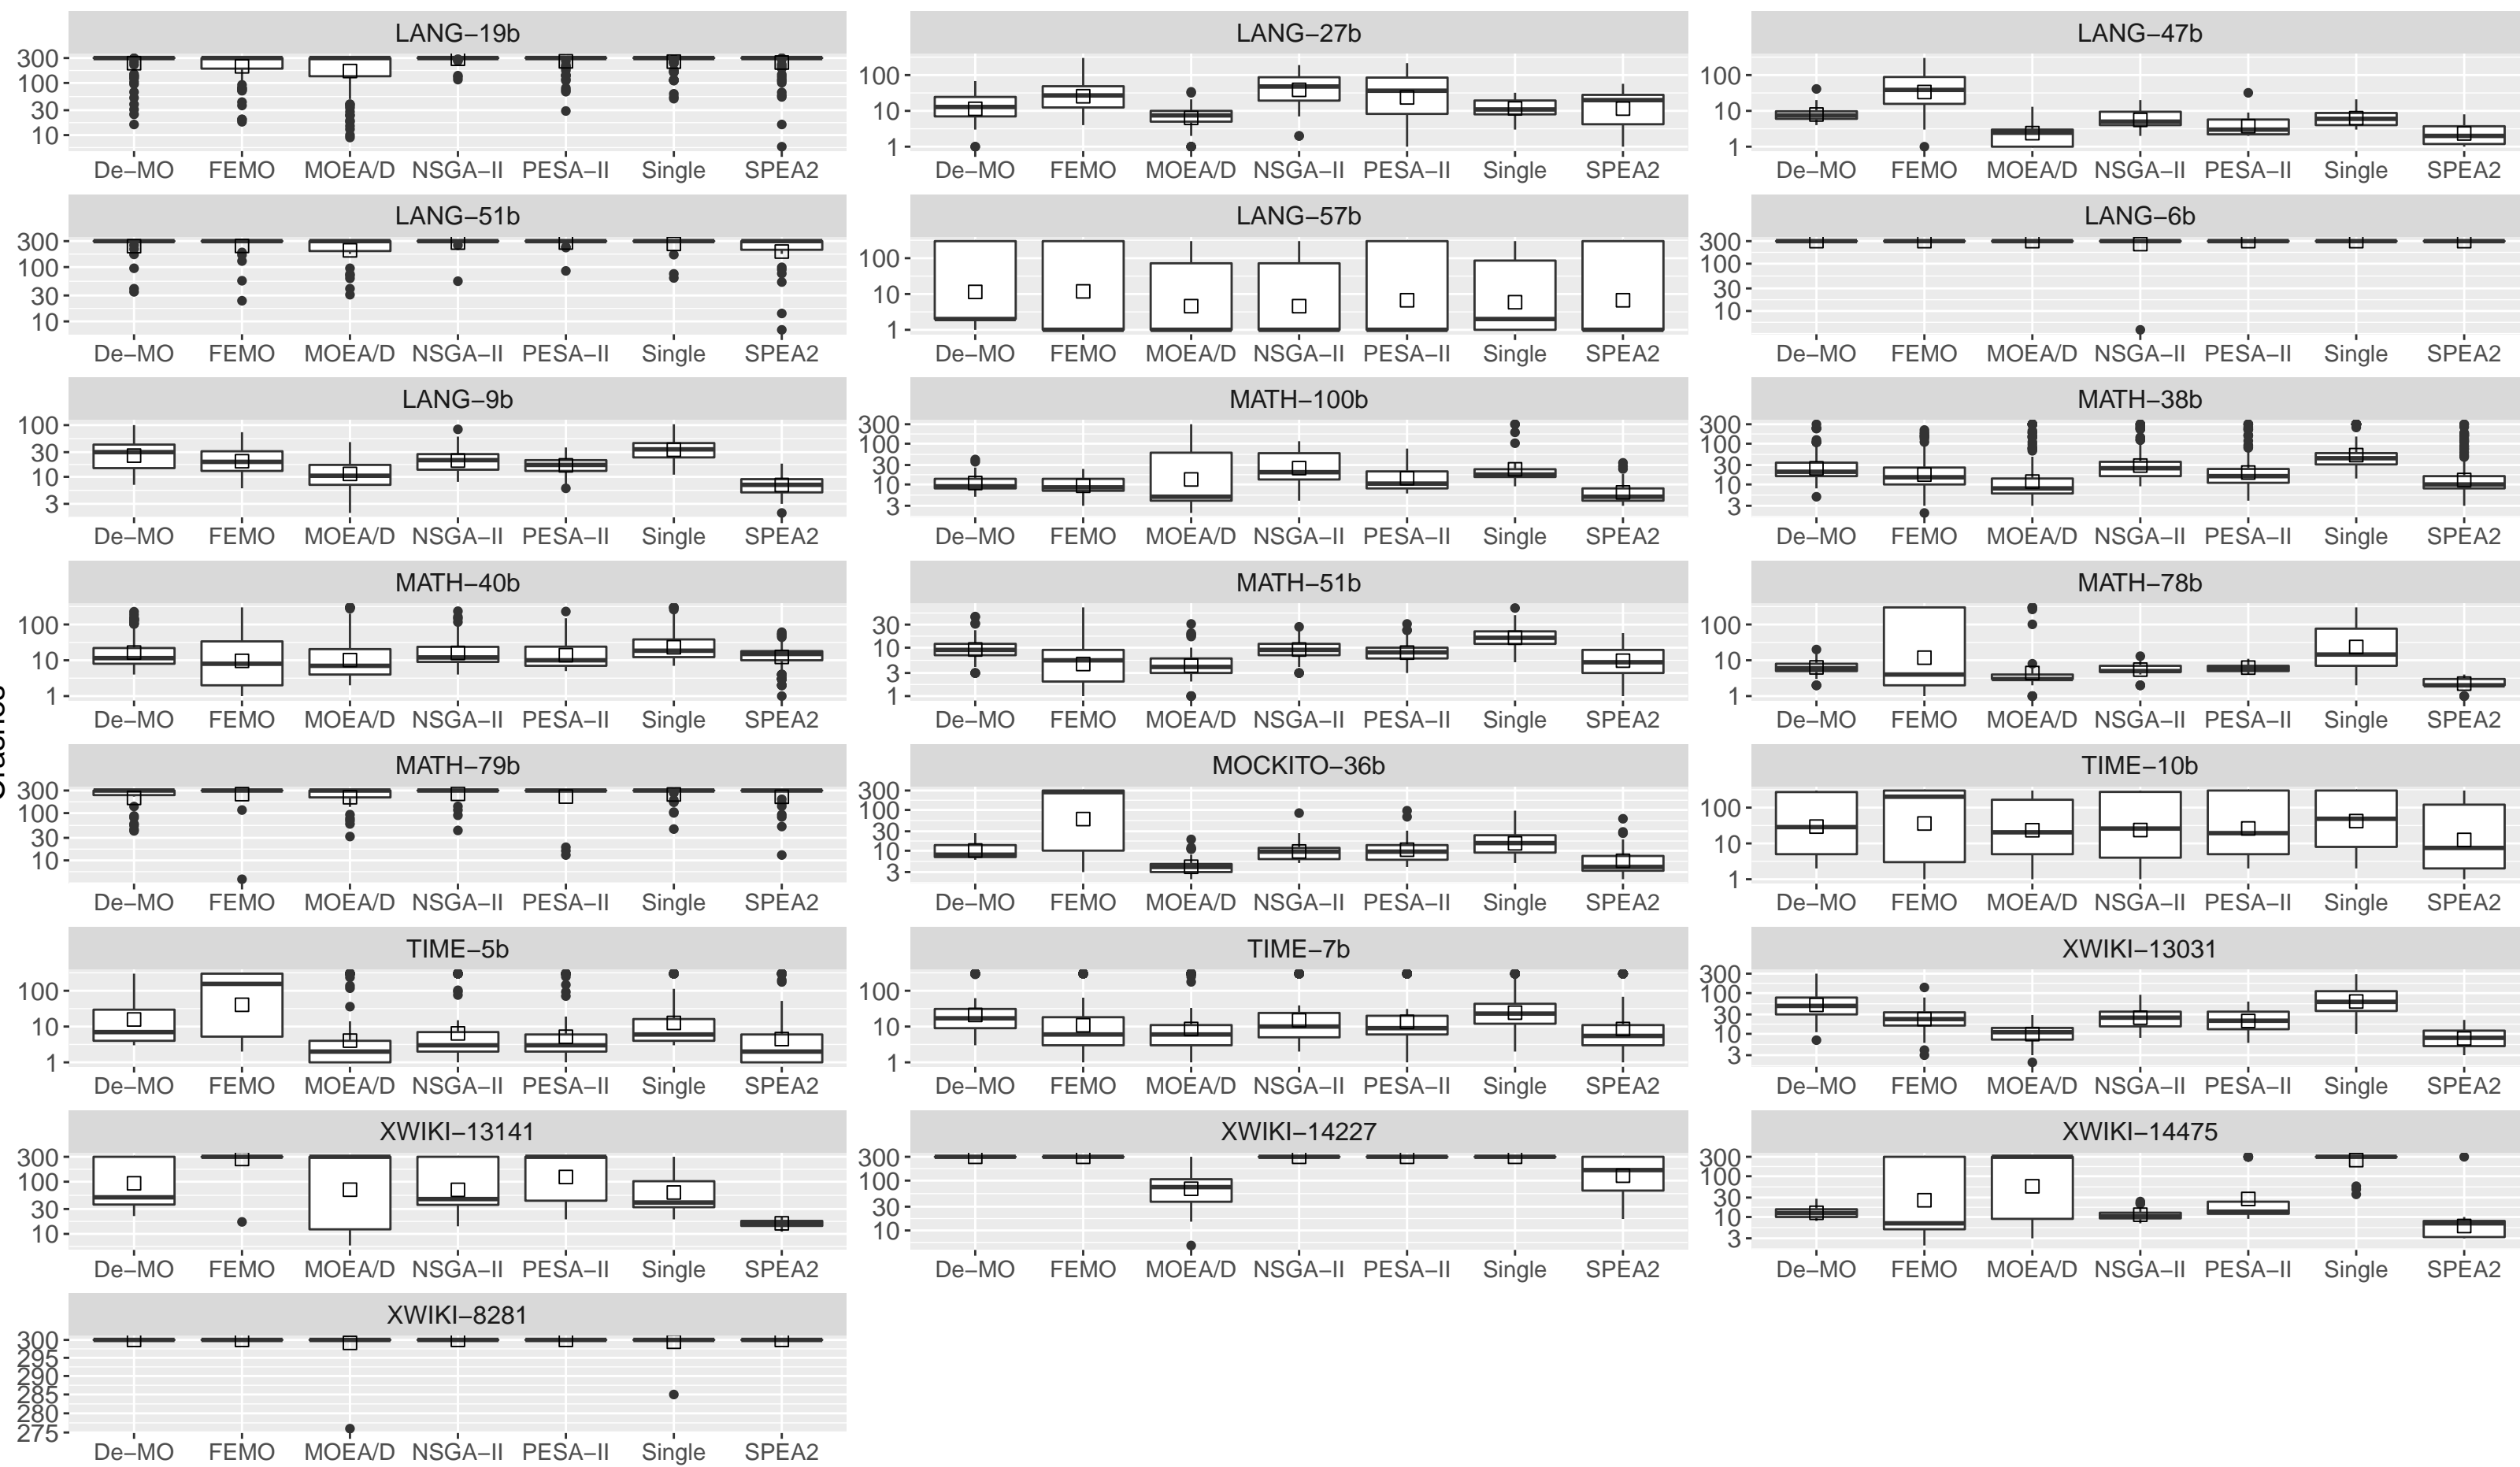 LANG−19b LANG−27b LANG−47b
300 100 30 10
100 10 1
100 10 1
De−MO FEMO MOEA/D NSGA−II PESA−II Single SPEA2 De−MO FEMO MOEA/D NSGA−II PESA−II Single SPEA2 De−MO FEMO MOEA/D NSGA−II PESA−II Single SPEA2
LANG−51b LANG−57b LANG−6b
300 100 30 10
100 10 1
300 100 30 10
De−MO FEMO MOEA/D NSGA−II PESA−II Single SPEA2 De−MO FEMO MOEA/D NSGA−II PESA−II Single SPEA2 De−MO FEMO MOEA/D NSGA−II PESA−II Single SPEA2
LANG−9b MATH−100b MATH−38b
100 30 10 3
300 100 30 10 3
300 100 30 10 3
De−MO FEMO MOEA/D NSGA−II PESA−II Single SPEA2 De−MO FEMO MOEA/D NSGA−II PESA−II Single SPEA2 De−MO FEMO MOEA/D NSGA−II PESA−II Single SPEA2
MATH−40b MATH−51b MATH−78b
100 10 1
30 10 3 1
100 10 1
De−MO FEMO MOEA/D NSGA−II PESA−II Single SPEA2 De−MO FEMO MOEA/D NSGA−II PESA−II Single SPEA2 De−MO FEMO MOEA/D NSGA−II PESA−II Single SPEA2
MATH−79b MOCKITO−36b TIME−10b
300 100 30 10
300 100 30 10 3
100 10 1
De−MO FEMO MOEA/D NSGA−II PESA−II Single SPEA2 De−MO FEMO MOEA/D NSGA−II PESA−II Single SPEA2 De−MO FEMO MOEA/D NSGA−II PESA−II Single SPEA2
TIME−5b TIME−7b XWIKI−13031
100 10 1
100 10 1
300 100 30 10 3
De−MO FEMO MOEA/D NSGA−II PESA−II Single SPEA2 De−MO FEMO MOEA/D NSGA−II PESA−II Single SPEA2 De−MO FEMO MOEA/D NSGA−II PESA−II Single SPEA2
XWIKI−13141 XWIKI−14227 XWIKI−14475
300 100 30 10
300 100 30 10
300 100 30 10 3
De−MO FEMO MOEA/D NSGA−II PESA−II Single SPEA2 De−MO FEMO MOEA/D NSGA−II PESA−II Single SPEA2 De−MO FEMO MOEA/D NSGA−II PESA−II Single SPEA2
XWIKI−8281
300 295 290 285 280 275
De−MO FEMO MOEA/D NSGA−II PESA−II Single SPEA2